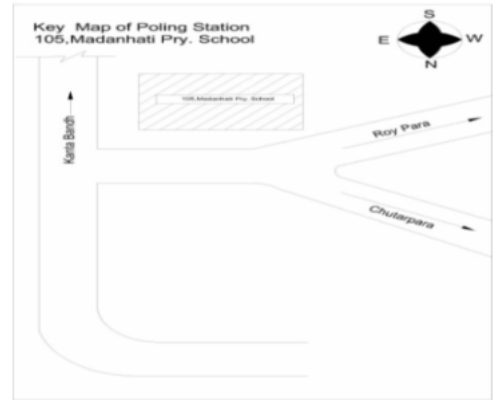 Key Map of Poling Station
105,Madanhati Pry. School
S
E
W
N
105,Madanhati Pry. School
Kanta Bandh
Roy Para
Chutarpara